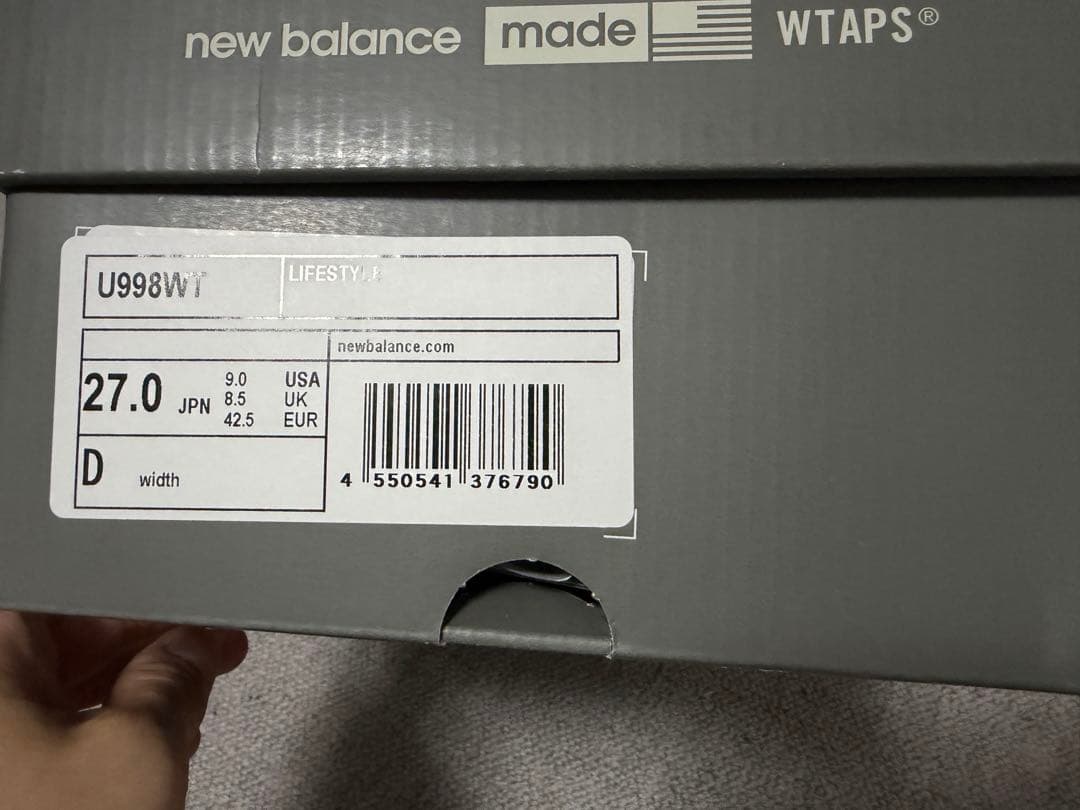 new balance made WTAPS®
U998WT LIFESTYLE
newbalance.com
27.0 JPN 9.0 USA
8.5 UK
42.5 EUR
D width
4 550541 376790